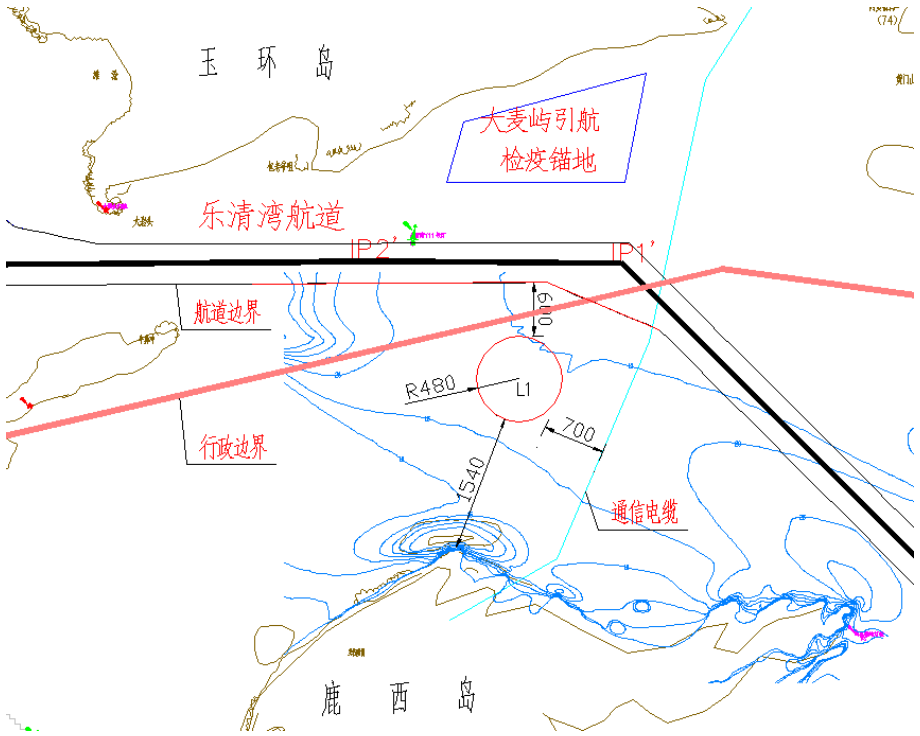 (74)
玉 环 岛
大麦屿引航
检疫锚地
乐清湾航道
IP2'
IP1'
航道边界
600
R480
L1
700
行政边界
1540
通信电缆
鹿 西 岛